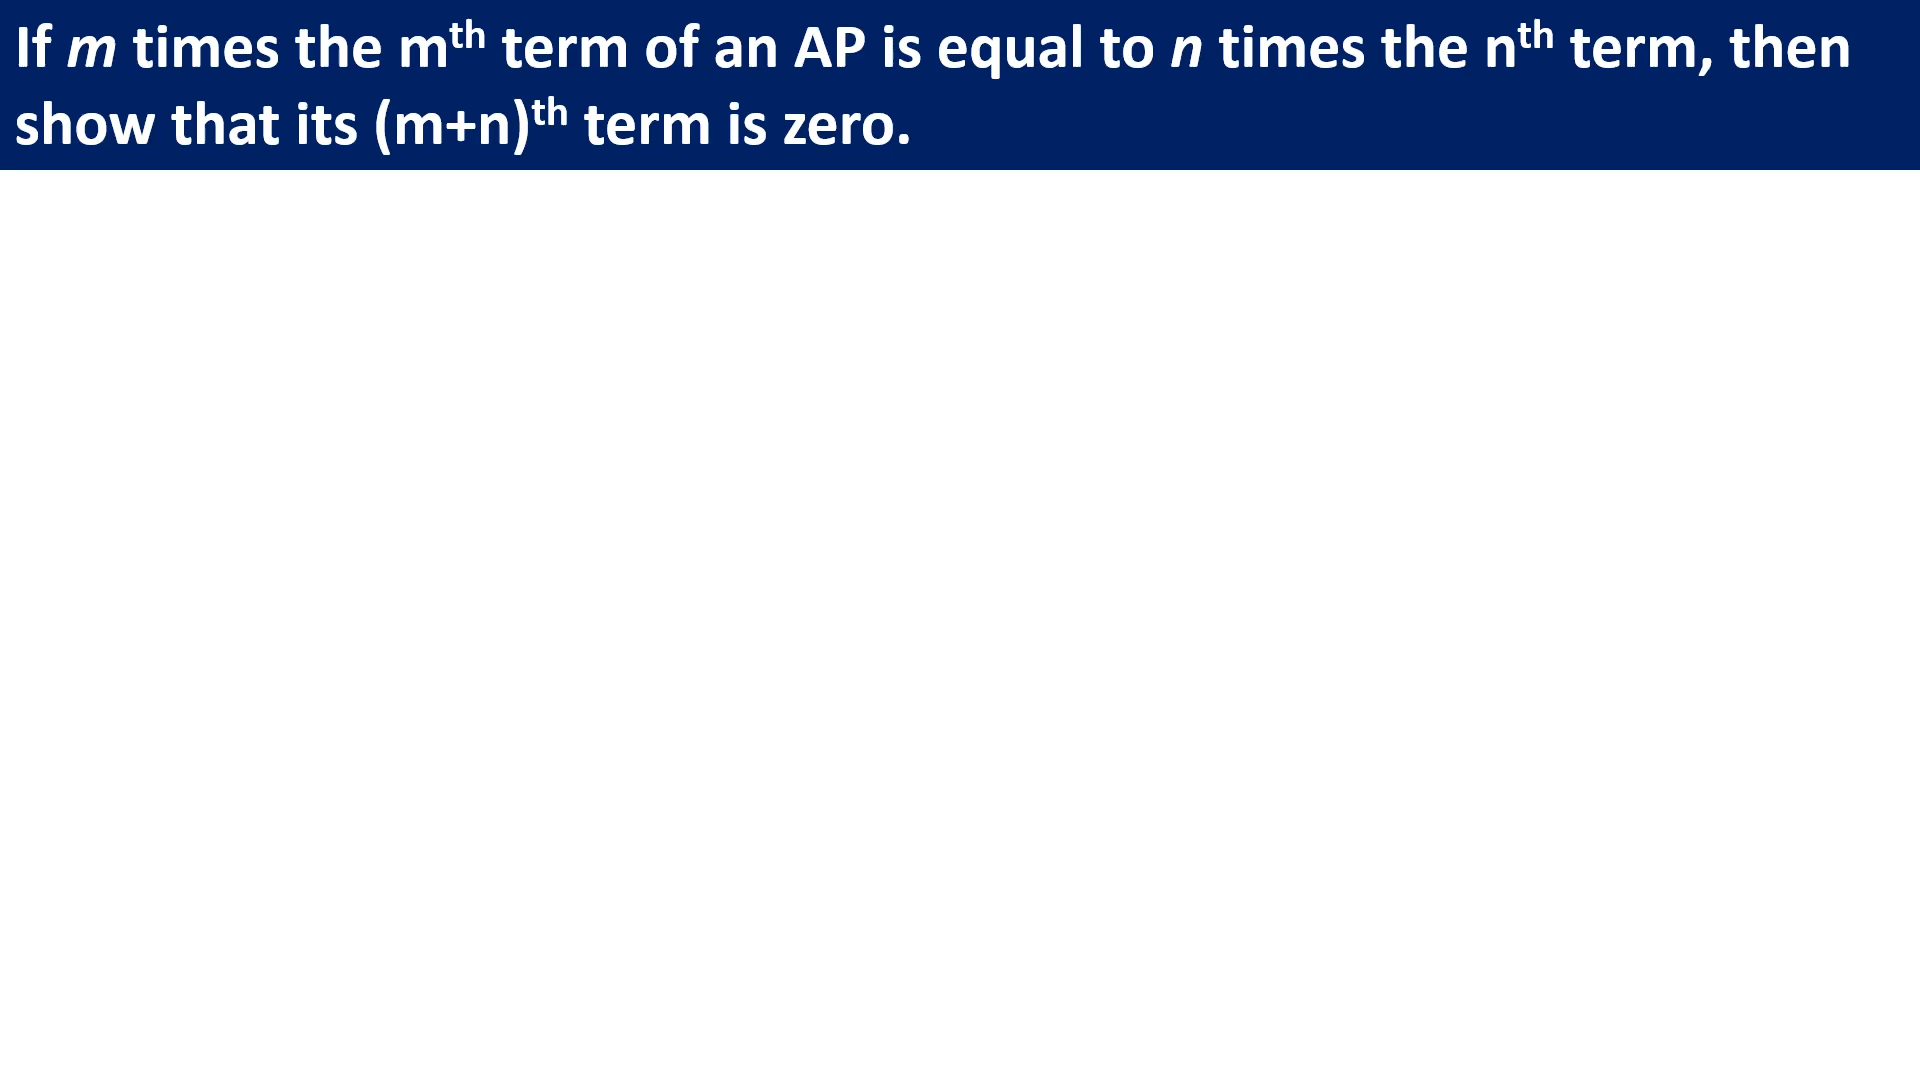 If m times the mth term of an AP is equal to n times the nth term, then
show that its (m+n)th term is zero.